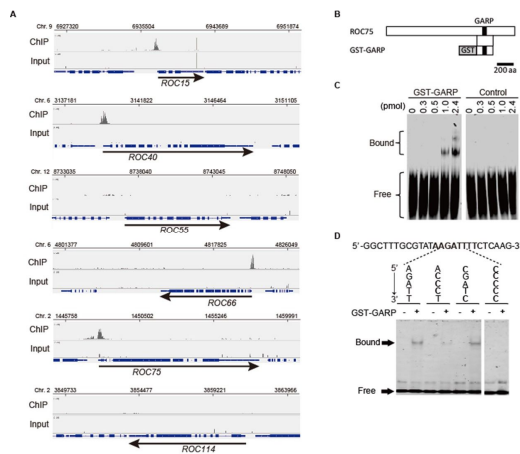 A
Chr. 9 6927320 6935504 6943689 6951874
ChIP
Input
ROC15
Chr. 6 3137181 3141822 3146464 3151105
ChIP
Input
ROC40
Chr. 12 8733035 8738040 8743045 8748050
ChIP
Input
ROC55
Chr. 6 4801377 4809601 4817825 4826049
ChIP
Input
ROC66
Chr. 2 1445756 1450502 1455246 1459991
ChIP
Input
ROC75
Chr. 2 3849733 3854477 3859221 3863966
ChIP
Input
ROC114
B
GARP
ROC75
GST-GARP GST
200 aa
C
GST-GARP Control
(pmol) 0 0.3 0.5 1.0 2.4 0 0.3 0.5 1.0 2.4
Bound
Free
D
5'-GGCTTTGCGTATAAGATTTTCTCAAG-3
5' A A C C
G C G C
A C A C
T C T C
T C
3' T T C C
GST-GARP - + - + - + - +
Bound
Free